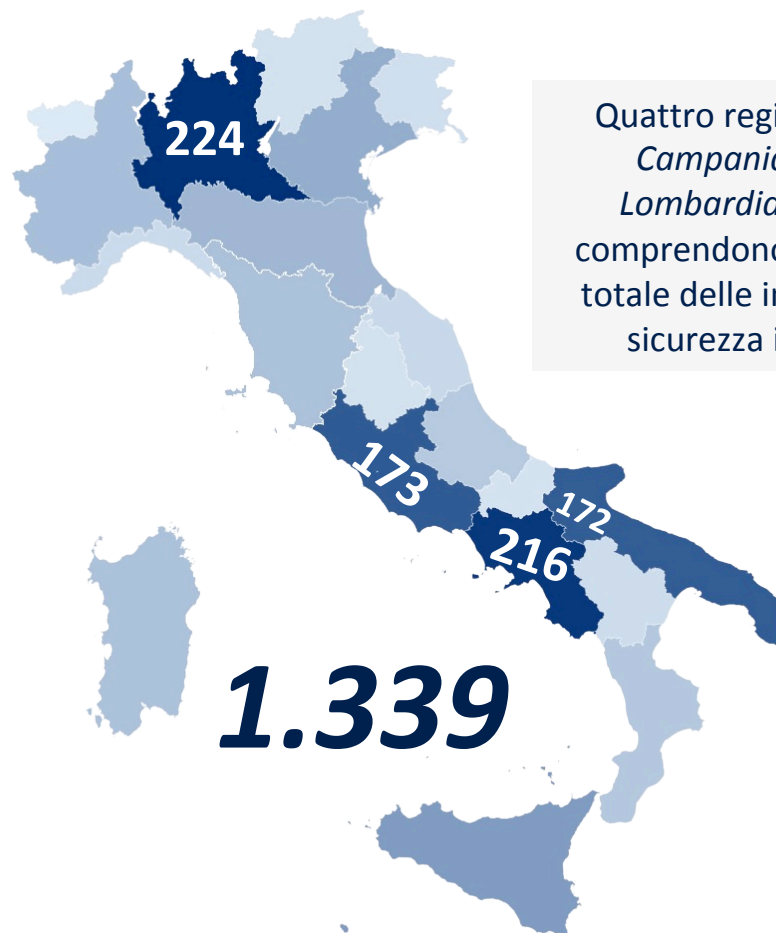 224
Quattro regi
Campania
Lombardia
comprendono
totale delle
sicurezza i
173
172
216
1.339